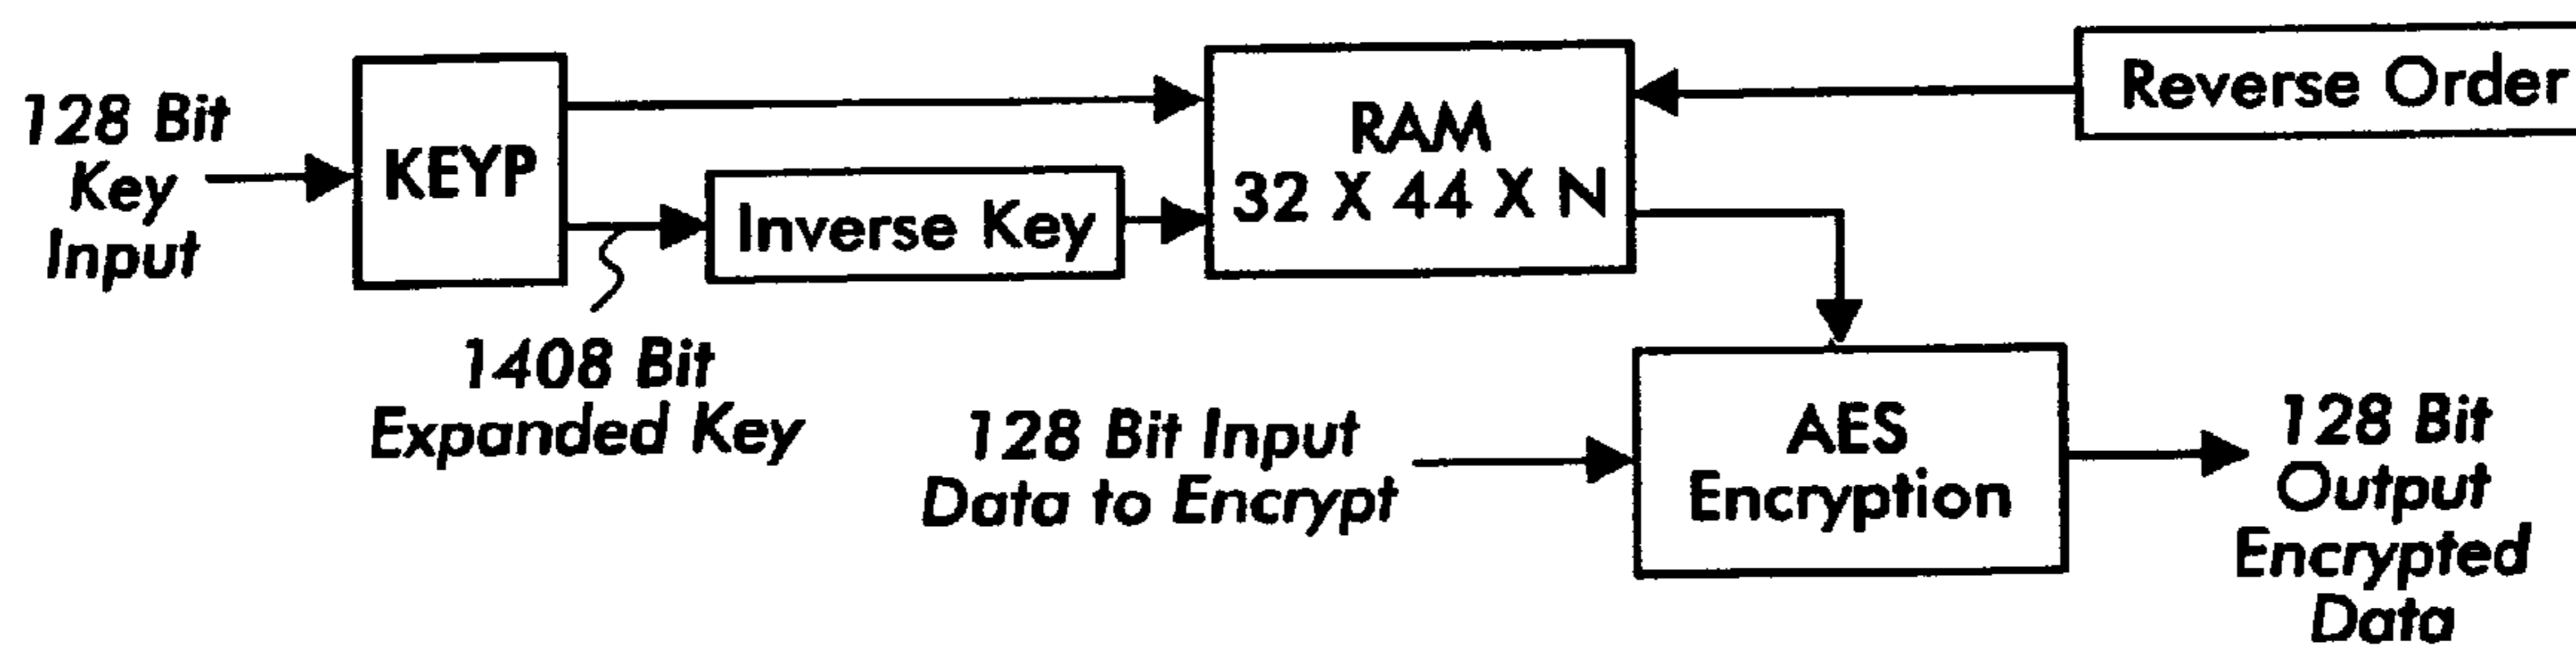 128 Bit
Key
Input
KEYP
1408 Bit
Expanded Key
Inverse Key
RAM
32 X 44 X N
Reverse Order
128 Bit Input
Data to Encrypt
AES
Encryption
128 Bit
Output
Encrypted
Data